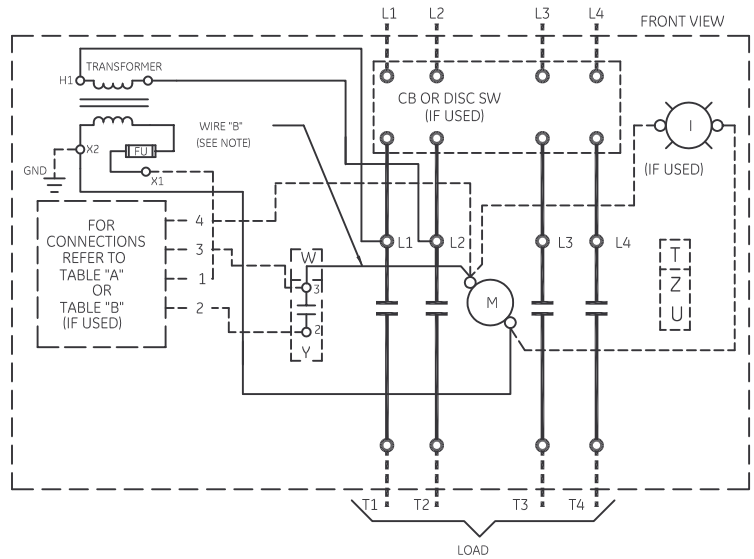 L1 L2 L3 L4
FRONT VIEW
H1 TRANSFORMER
CB OR DISC SW
(IF USED)
WIRE "B"
(SEE NOTE)
I
(IF USED)
X2
FU
GND
X1
FOR
CONNECTIONS
REFER TO
TABLE "A"
OR
TABLE "B"
(IF USED)
4
3
1
2
W
3
2
Y
L1 L2 L3 L4
M
T
Z
U
T1 T2 T3 T4
LOAD